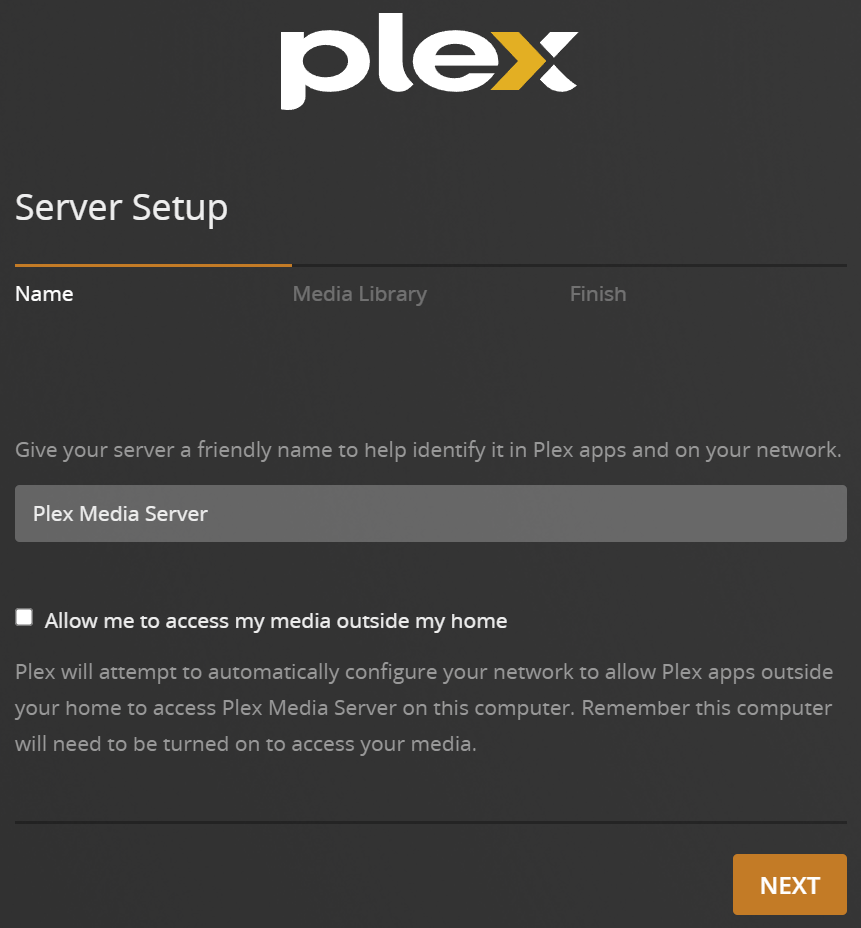 plex
Server Setup
Name
Media Library
Finish
Give your server a friendly name to help identify it in Plex apps and on your network.
Plex Media Server
Allow me to access my media outside my home
Plex will attempt to automatically configure your network to allow Plex apps outside
your home to access Plex Media Server on this computer. Remember this computer
will need to be turned on to access your media.
NEXT